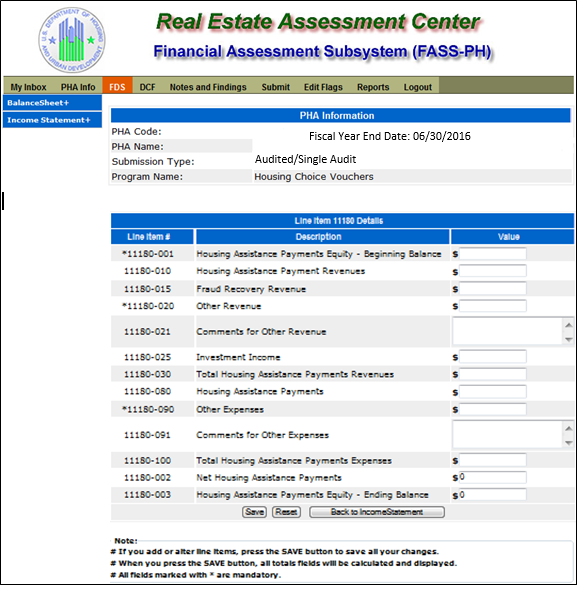 Real Estate Assessment Center
Financial Assessment Subsystem (FASS-PH)
U.S. DEPARTMENT OF HOUSING AND URBAN DEVELOPMENT
My Inbox PHA Info FDS DCF Notes and Findings Submit Edit Flags Reports Logout
BalanceSheet+
Income Statement+
PHA Information
PHA Code: Fiscal Year End Date: 06/30/2016
PHA Name:
Submission Type: Audited/Single Audit
Program Name: Housing Choice Vouchers
Line Item 11180 Details
Line Item # Description Value
*11180-001 Housing Assistance Payments Equity - Beginning Balance $
11180-010 Housing Assistance Payment Revenues $
11180-015 Fraud Recovery Revenue $
*11180-020 Other Revenue $
11180-021 Comments for Other Revenue
11180-025 Investment Income $
11180-030 Total Housing Assistance Payments Revenues $
11180-080 Housing Assistance Payments $
*11180-090 Other Expenses $
11180-091 Comments for Other Expenses
11180-100 Total Housing Assistance Payments Expenses $
11180-002 Net Housing Assistance Payments $0
11180-003 Housing Assistance Payments Equity - Ending Balance $0
Save Reset Back to IncomeStatement
Note:
# If you add or alter line items, press the SAVE button to save all your changes.
# When you press the SAVE button, all totals fields will be calculated and displayed.
# All fields marked with * are mandatory.